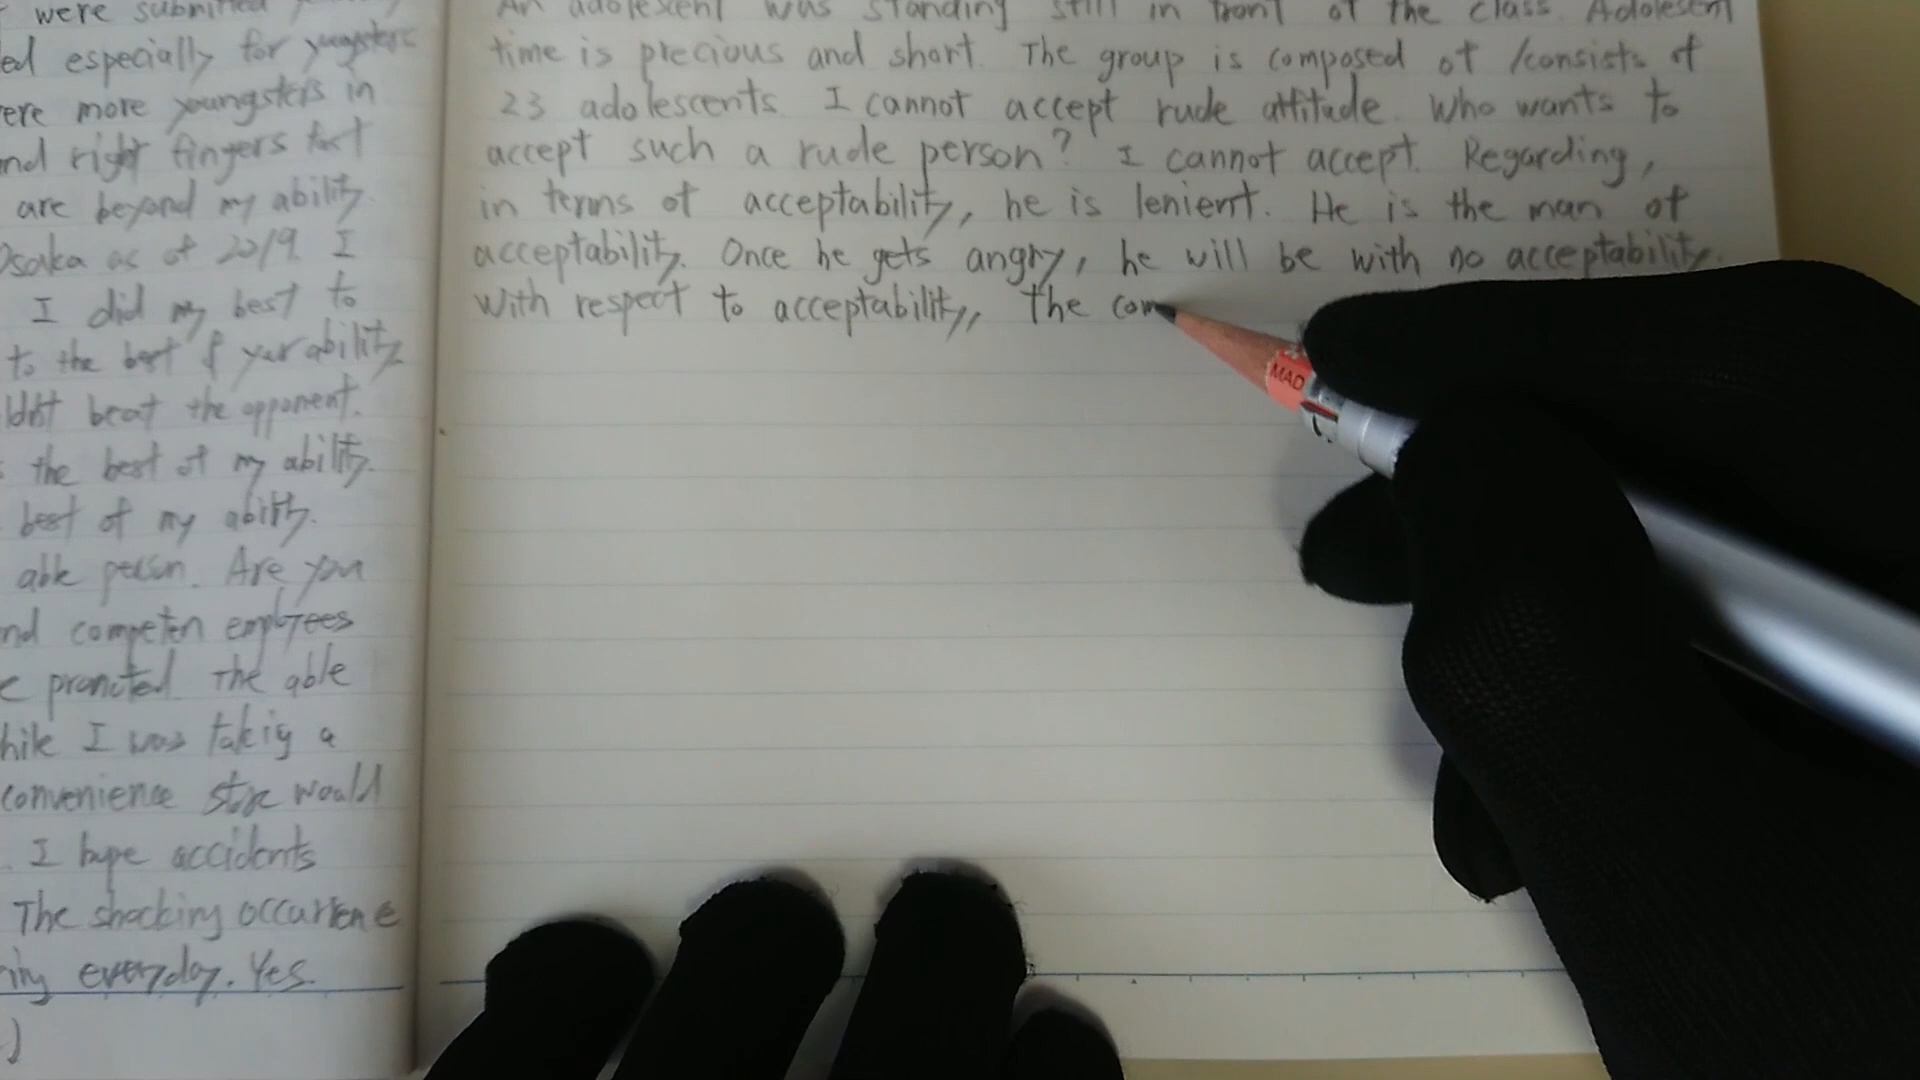 were submitted
ed especially for youngsters
ere more youngsters in
nd right fingers
are beyond my ability.
Osaka as of 2019. I
I did my best to
to the best of your ability
ldn't beat the opponent.
the best of my ability.
best of my ability.
able person. Are you
nd competen employees
e promoted the able
hile I was takig a
convenience store would
. I hope accidents
The shocking occurrence
everyday. Yes.
)
An adolescent was standing still in front of the class. Adolescent
time is precious and short. The group is composed of /consists of
23 adolescents I cannot accept rude attitude. Who wants to
accept such a rude person? I cannot accept. Regarding,
in terms of acceptability, he is lenient. He is the man of
acceptability. Once he gets angry, he will be with no acceptability.
With respect to acceptability, the com
MAD